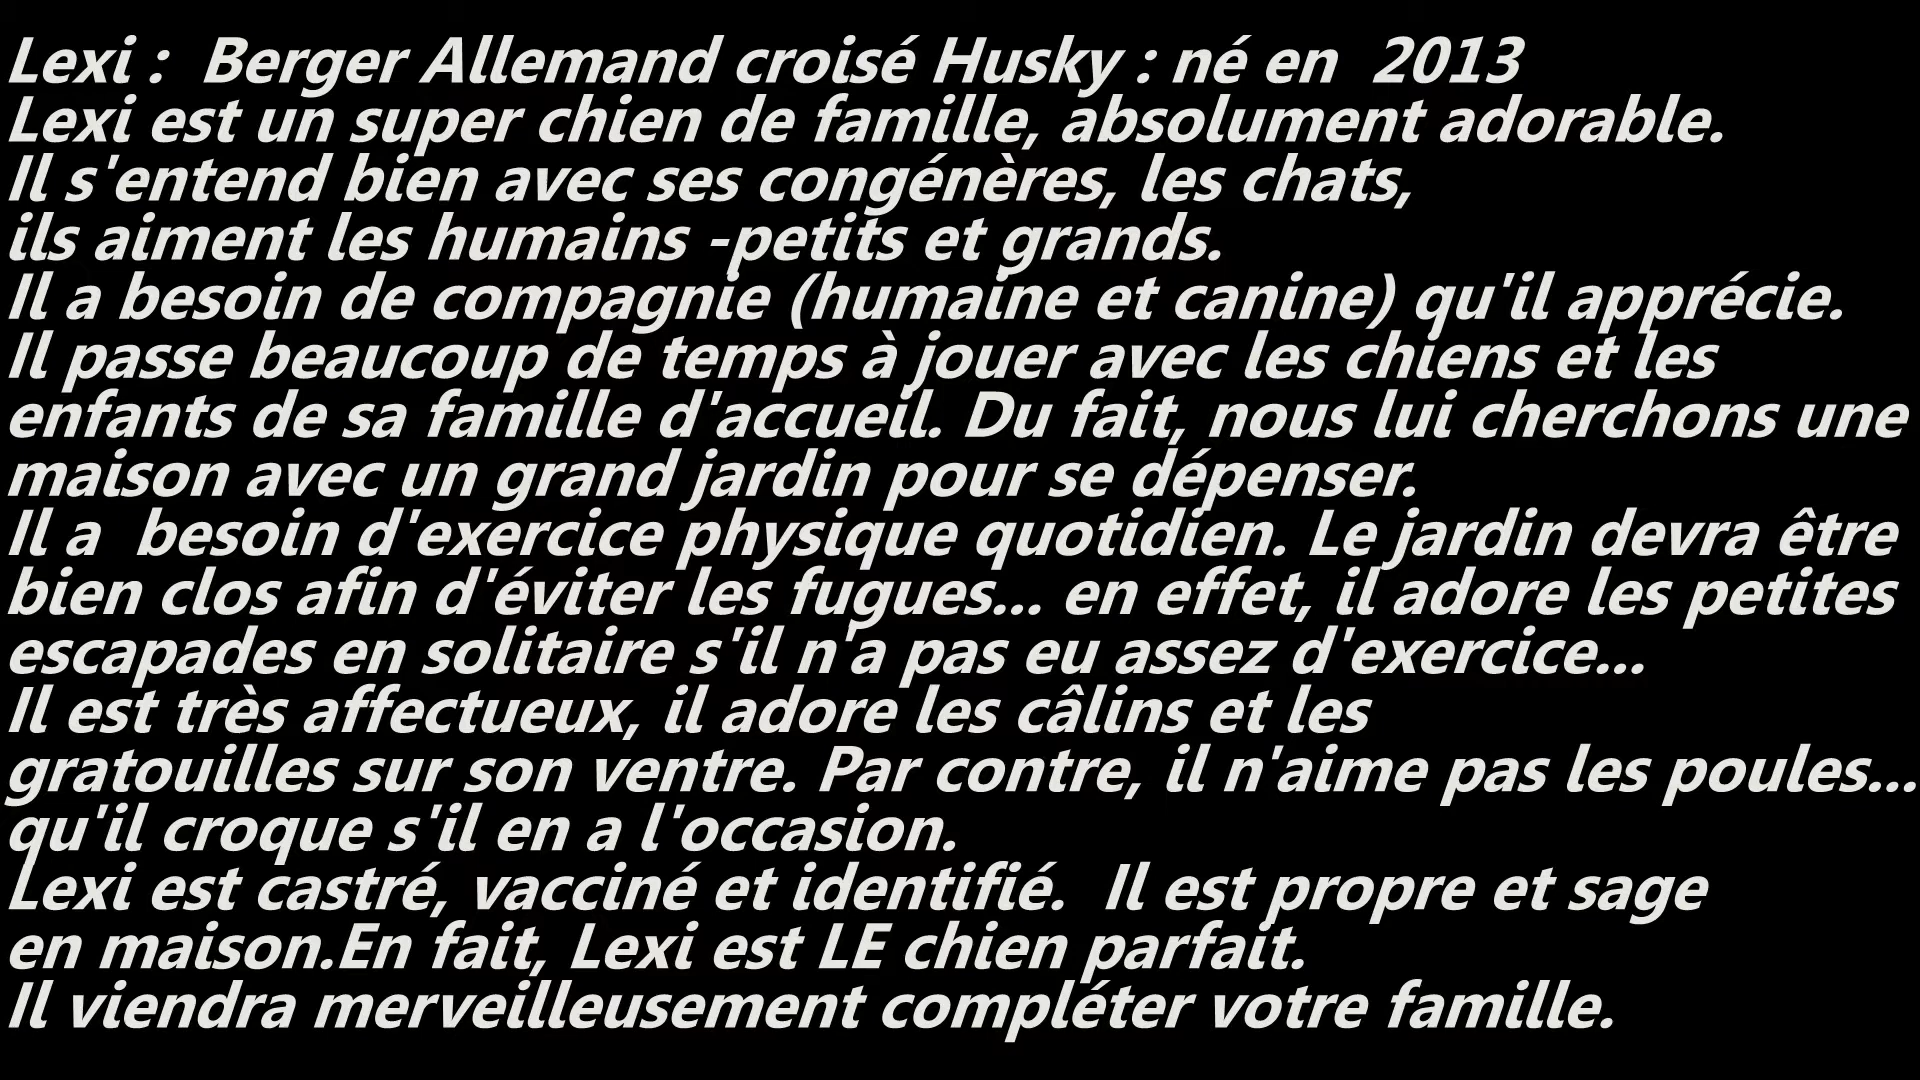 Lexi :  Berger Allemand croisé Husky : né en  2013
Lexi est un super chien de famille, absolument adorable.
Il s'entend bien avec ses congénères, les chats,
ils aiment les humains -petits et grands.
Il a besoin de compagnie (humaine et canine) qu'il apprécie.
Il passe beaucoup de temps à jouer avec les chiens et les
enfants de sa famille d'accueil. Du fait, nous lui cherchons une
maison avec un grand jardin pour se dépenser.
Il a  besoin d'exercice physique quotidien. Le jardin devra être
bien clos afin d'éviter les fugues... en effet, il adore les petites
escapades en solitaire s'il n'a pas eu assez d'exercice...
Il est très affectueux, il adore les câlins et les
gratouilles sur son ventre. Par contre, il n'aime pas les poules...
qu'il croque s'il en a l'occasion.
Lexi est castré, vacciné et identifié.  Il est propre et sage
en maison.En fait, Lexi est LE chien parfait.
Il viendra merveilleusement compléter votre famille.